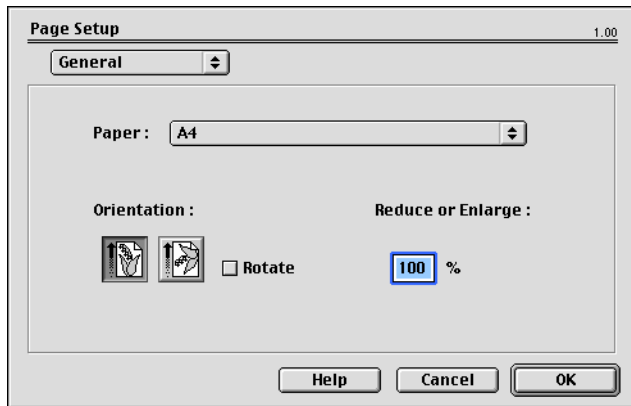 Page Setup 1.00
General
Paper : A4
Orientation : Reduce or Enlarge :
Rotate 100 %
Help Cancel OK